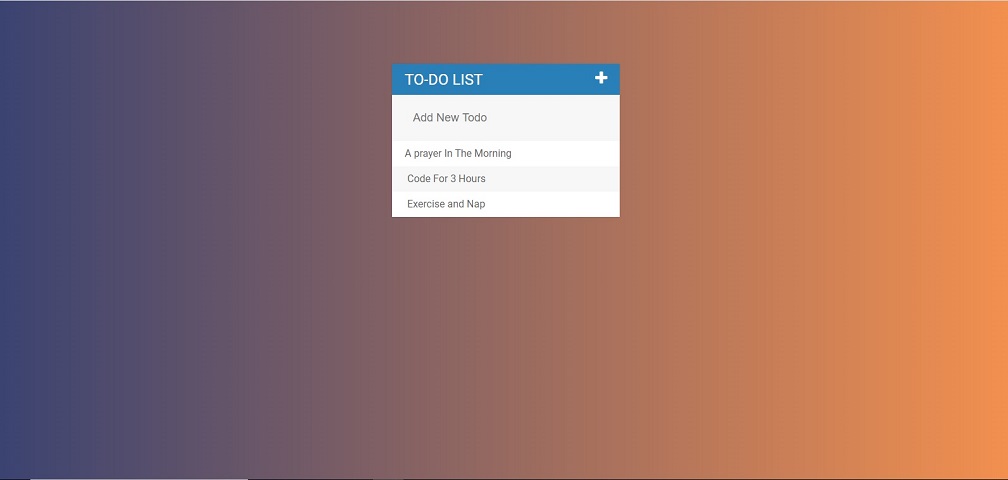 TO-DO LIST
Add New Todo
A prayer In The Morning
Code For 3 Hours
Exercise and Nap